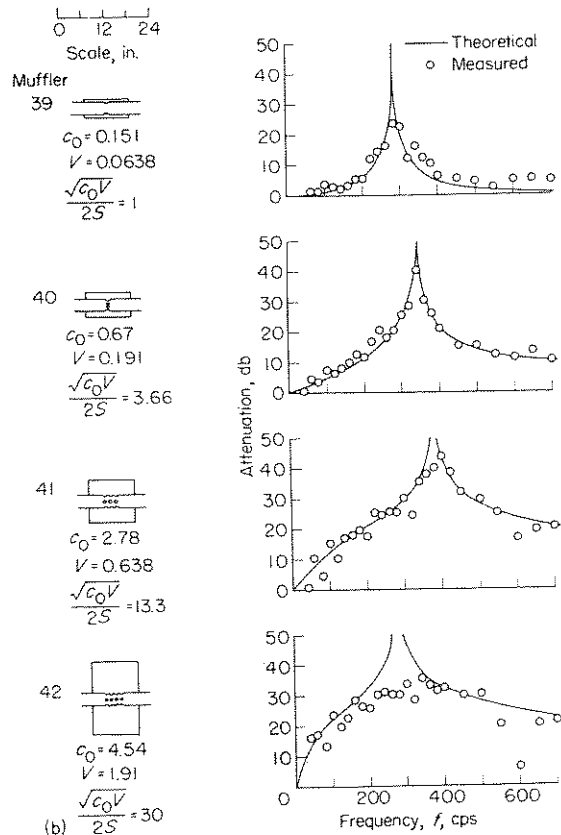 0 12 24
Scale, in.
Muffler
39
c₀=0.151
V=0.0638
√c₀V/2S = 1
40
c₀=0.67
V=0.191
√c₀V/2S = 3.66
41
c₀=2.78
V=0.638
√c₀V/2S = 13.3
42
c₀=4.54
V=1.91
√c₀V/2S = 30
(b)
Theoretical
Measured
50
40
30
20
10
0
50
40
30
20
10
0
50
40
30
20
10
0
50
40
30
20
10
0 200 400 600
Attenuation, db
Frequency, f, cps